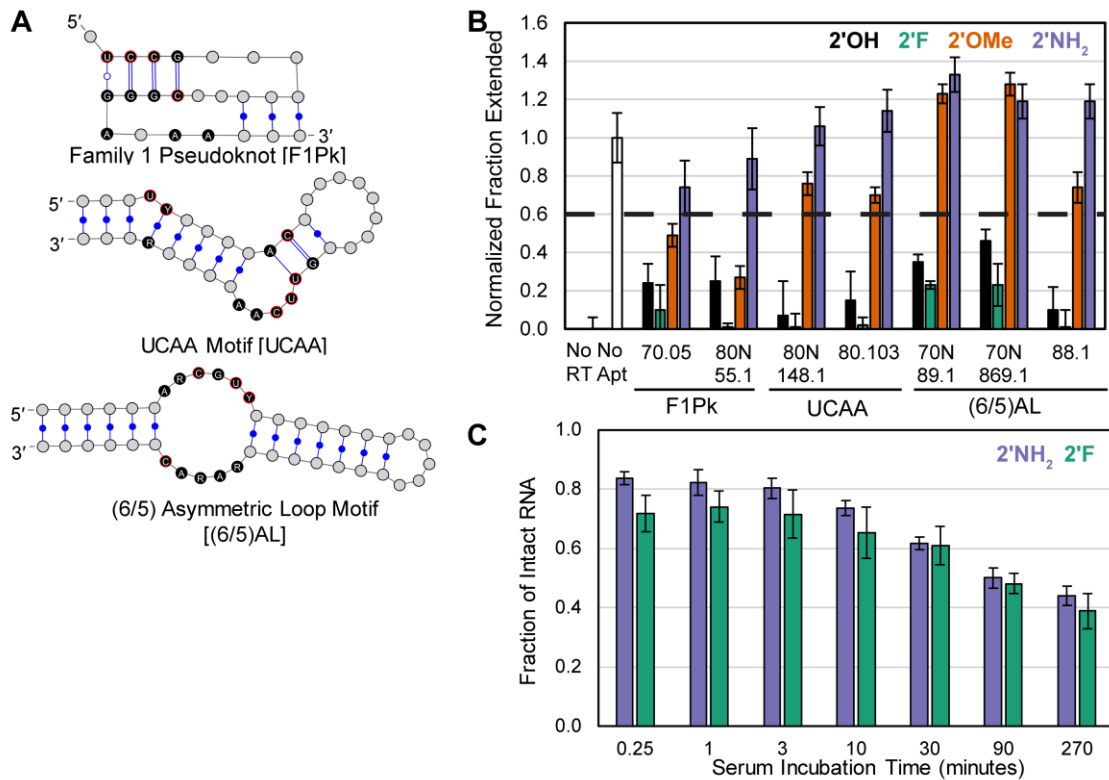 A
5′
U C C G
G G G C
A A A
3′
Family 1 Pseudoknot [F1Pk]
5′
3′
U Y
R
A C
G
U
U
C
A
A
UCAA Motif [UCAA]
5′
3′
A R C G U Y
C A R A R
(6/5) Asymmetric Loop Motif
[(6/5)AL]
B
2'OH 2'F 2'OMe 2'NH2
Normalized Fraction Extended
1.4
1.2
1.0
0.8
0.6
0.4
0.2
0.0
No No 70.05 80N 80N 80.103 70N 70N 88.1
RT Apt 55.1 148.1 89.1 869.1
F1Pk UCAA (6/5)AL
C
2'NH2 2'F
Fraction of Intact RNA
1.0
0.8
0.6
0.4
0.2
0.0
0.25 1 3 10 30 90 270
Serum Incubation Time (minutes)